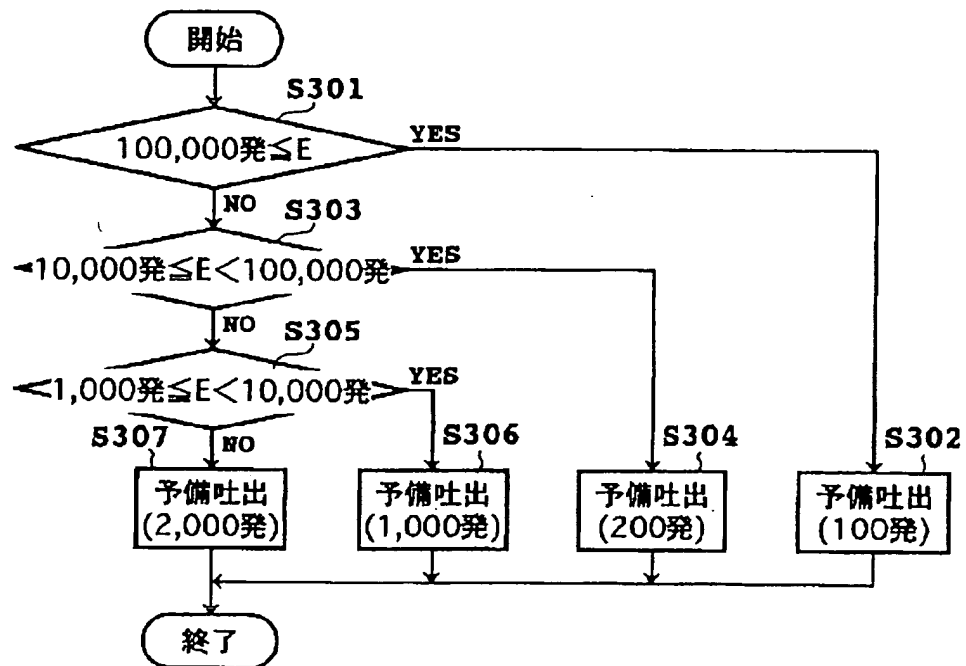 開始
S301
100,000発≦E
YES
NO
S303
10,000発≦E<100,000発
YES
NO
S305
1,000発≦E<10,000発
YES
NO
S307
S306
S304
S302
予備吐出
(2,000発)
予備吐出
(1,000発)
予備吐出
(200発)
予備吐出
(100発)
終了